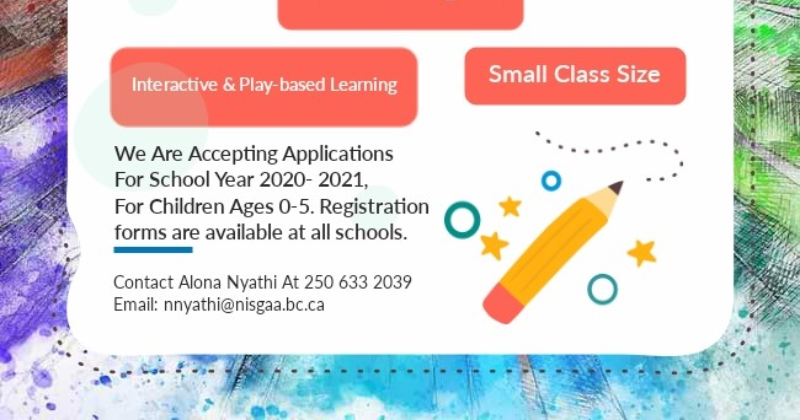 Interactive & Play-based Learning
Small Class Size
We Are Accepting Applications
For School Year 2020- 2021,
For Children Ages 0-5. Registration
forms are available at all schools.
Contact Alona Nyathi At 250 633 2039
Email: nnyathi@nisgaa.bc.ca